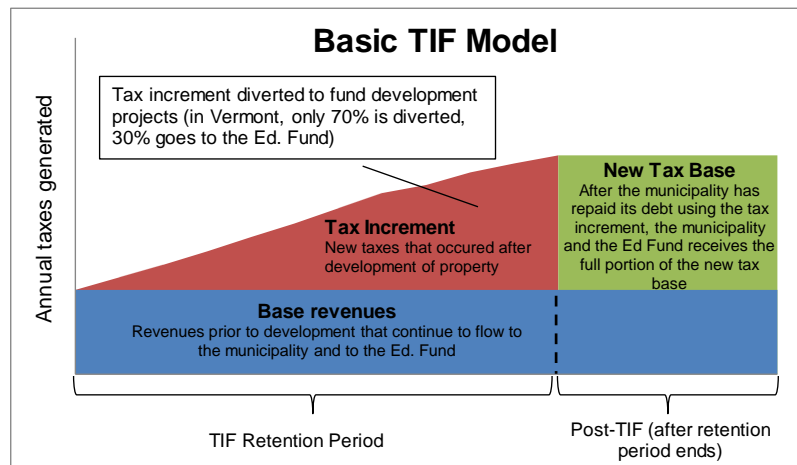 Basic TIF Model
Tax increment diverted to fund development
projects (in Vermont, only 70% is diverted,
30% goes to the Ed. Fund)
Annual taxes generated
Tax Increment
New taxes that occured after
development of property
New Tax Base
After the municipality has
repaid its debt using the tax
increment, the municipality
and the Ed Fund receives the
full portion of the new tax
base
Base revenues
Revenues prior to development that continue to flow to
the municipality and to the Ed. Fund
TIF Retention Period
Post-TIF (after retention
period ends)